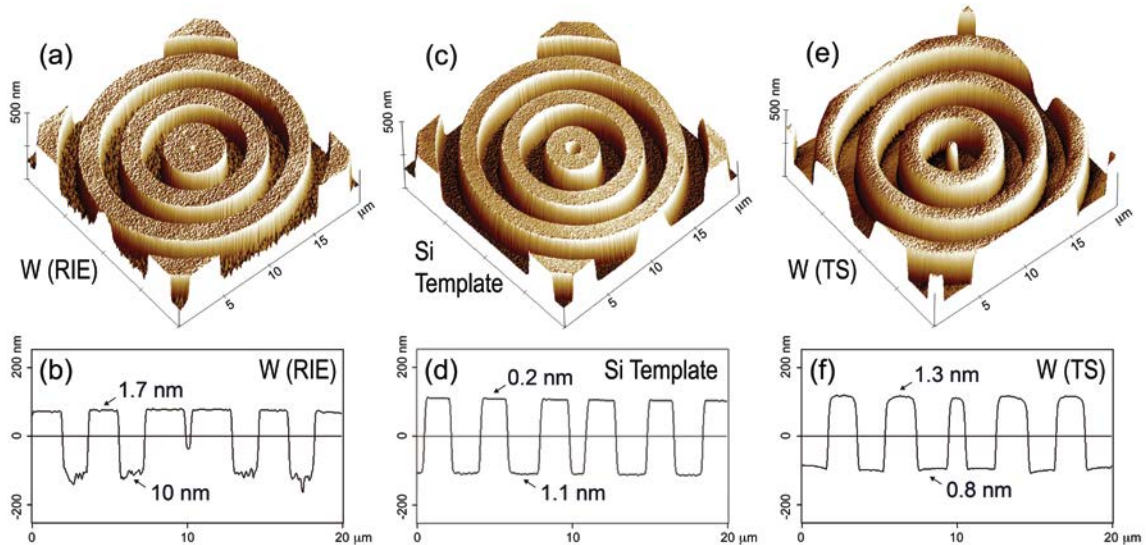 (a)
500 nm
W (RIE)
5
10
15
µm
(c)
500 nm
Si
Template
5
10
15
µm
(e)
500 nm
W (TS)
5
10
15
µm
(b)
W (RIE)
200 nm
0
-200
1.7 nm
10 nm
0
10
20 µm
(d)
Si Template
200 nm
0
-200
0.2 nm
1.1 nm
0
10
20 µm
(f)
W (TS)
200 nm
0
-200
1.3 nm
0.8 nm
0
10
20 µm